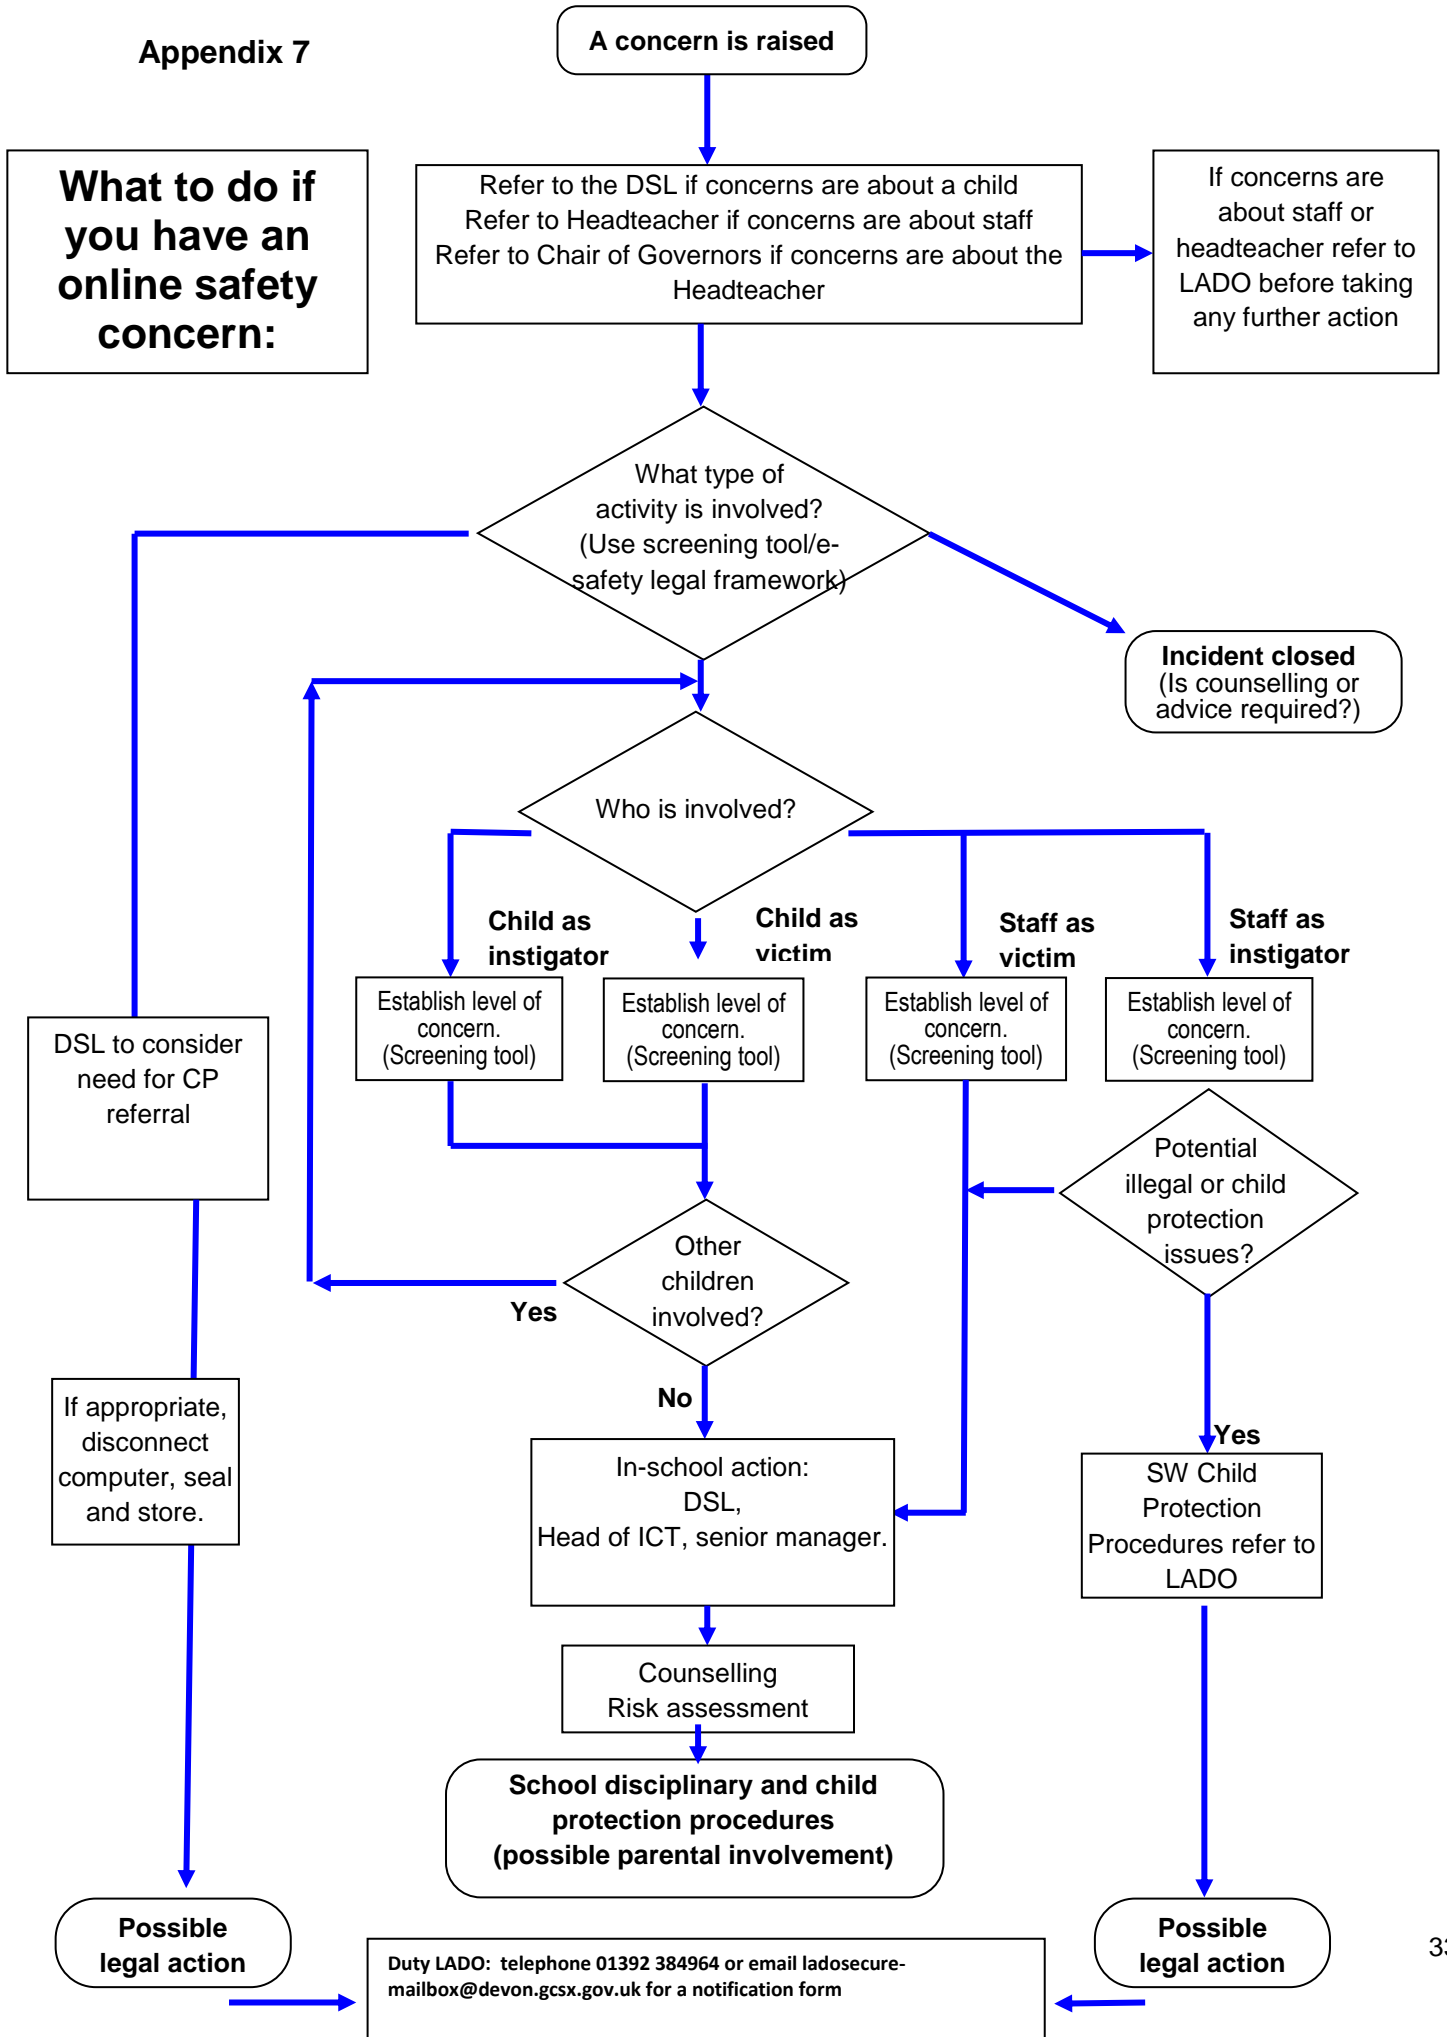 Appendix 7
A concern is raised
What to do if
you have an
online safety
concern:
Refer to the DSL if concerns are about a child
Refer to Headteacher if concerns are about staff
Refer to Chair of Governors if concerns are about the
Headteacher
If concerns are
about staff or
headteacher refer to
LADO before taking
any further action
What type of
activity is involved?
(Use screening tool/e-
safety legal framework)
Incident closed
(Is counselling or
advice required?)
Who is involved?
Child as
instigator
Child as
victim
Staff as
victim
Staff as
instigator
Establish level of
concern.
(Screening tool)
Establish level of
concern.
(Screening tool)
Establish level of
concern.
(Screening tool)
Establish level of
concern.
(Screening tool)
DSL to consider
need for CP
referral
Potential
illegal or child
protection
issues?
Other
children
involved?
Yes
No
If appropriate,
disconnect
computer, seal
and store.
In-school action:
DSL,
Head of ICT, senior manager.
Yes
SW Child
Protection
Procedures refer to
LADO
Counselling
Risk assessment
School disciplinary and child
protection procedures
(possible parental involvement)
Possible
legal action
Possible
legal action
Duty LADO: telephone 01392 384964 or email ladosecure-
mailbox@devon.gcsx.gov.uk for a notification form
33